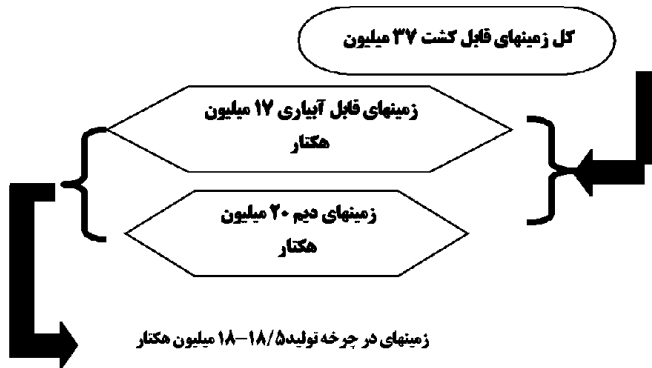 کل زمینهای قابل کشت ۳۷ میلیون
زمینهای قابل آبیاری ۱۷ میلیون
هکتار
زمینهای دیم ۲۰ میلیون
هکتار
زمینهای در چرخه تولید۱۸/۵–۱۸ میلیون هکتار